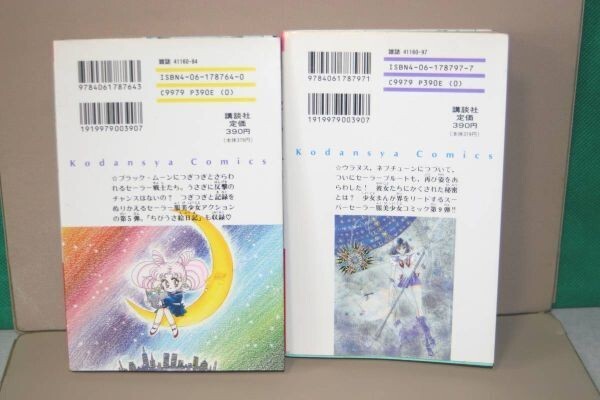 雑誌 41160-84
ISBN4-06-178764-0
C9979 P390E (0)
9784061787643
1919979003907
講談社
定価
390円
(本体379円)
Kodansya Comics
☆ブラック・ムーンにつぎつぎとさらわ
れるセーラー戦士たち。うさぎに反撃の
チャンスはないの? つぎつぎと記録を
ぬりかえるセーラー服美少女アクション
の第5弾。「ちびうさ絵日記」も収録♡
雑誌 41160-97
ISBN4-06-178797-7
C9979 P390E (0)
9784061787971
1919979003907
講談社
定価
390円
(本体379円)
Kodansya Comics
☆ウラヌス、ネプチューンにつづいて、
ついにセーラープルートも、再び姿をあ
らわした! 彼女たちにかくされた秘密
とは? 少女まんが界をリードするスー
パーセーラー服美少女コミック第9弾!!